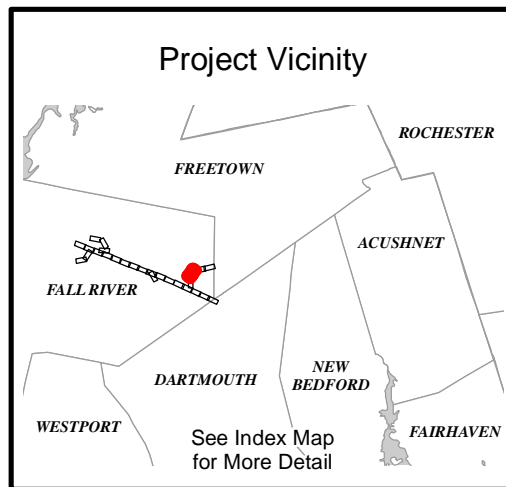 Project Vicinity
ROCHESTER
FREETOWN
ACUSHNET
FALL RIVER
DARTMOUTH
NEW
BEDFORD
WESTPORT
FAIRHAVEN
See Index Map
for More Detail